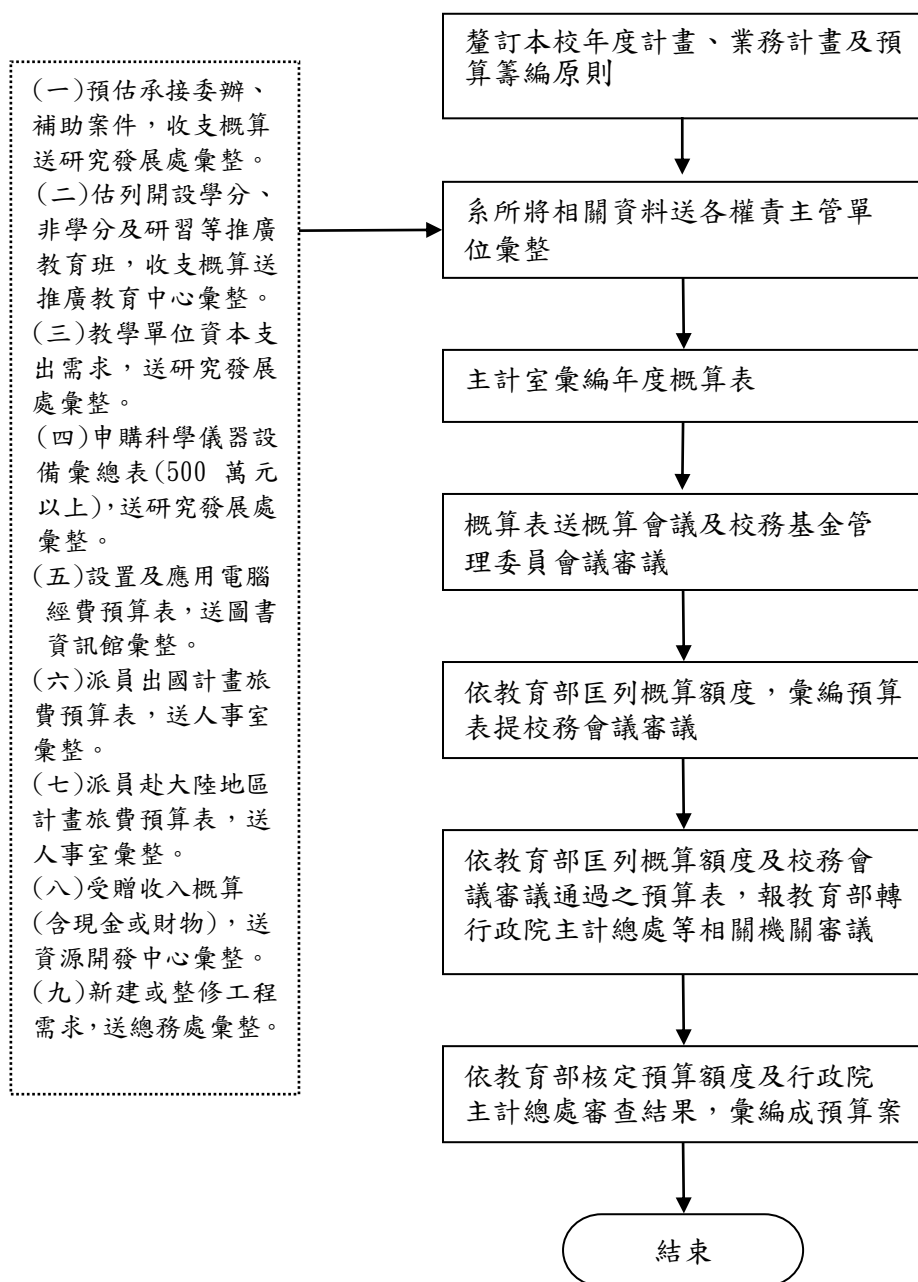 釐訂本校年度計畫、業務計畫及預
算籌編原則
(一)預估承接委辦、
補助案件，收支概算
送研究發展處彙整。
(二)估列開設學分、
非學分及研習等推廣
教育班，收支概算送
推廣教育中心彙整。
(三)教學單位資本支
出需求，送研究發展
處彙整。
(四)申購科學儀器設
備彙總表(500 萬元
以上)，送研究發展處
彙整。
(五)設置及應用電腦
經費預算表，送圖書
資訊館彙整。
(六)派員出國計畫旅
費預算表，送人事室
彙整。
(七)派員赴大陸地區
計畫旅費預算表，送
人事室彙整。
(八)受贈收入概算
(含現金或財物)，送
資源開發中心彙整。
(九)新建或整修工程
需求，送總務處彙整。
系所將相關資料送各權責主管單
位彙整
主計室彙編年度概算表
概算表送概算會議及校務基金管
理委員會議審議
依教育部匡列概算額度，彙編預算
表提校務會議審議
依教育部匡列概算額度及校務會
議審議通過之預算表，報教育部轉
行政院主計總處等相關機關審議
依教育部核定預算額度及行政院
主計總處審查結果，彙編成預算案
結束